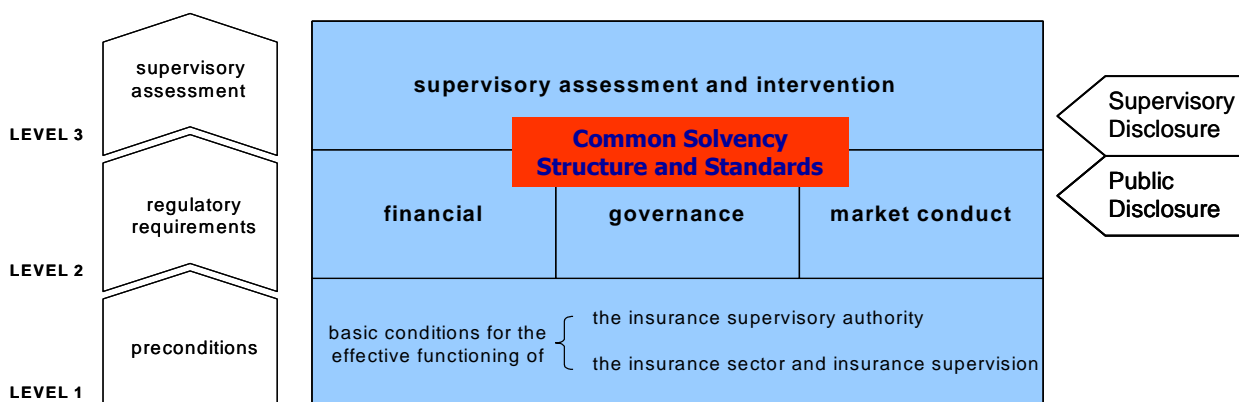 supervisory
assessment
LEVEL 3
regulatory
requirements
LEVEL 2
preconditions
LEVEL 1
supervisory assessment and intervention
Common Solvency
Structure and Standards
financial
governance
market conduct
basic conditions for the
effective functioning of
the insurance supervisory authority
the insurance sector and insurance supervision
Supervisory
Disclosure
Public
Disclosure